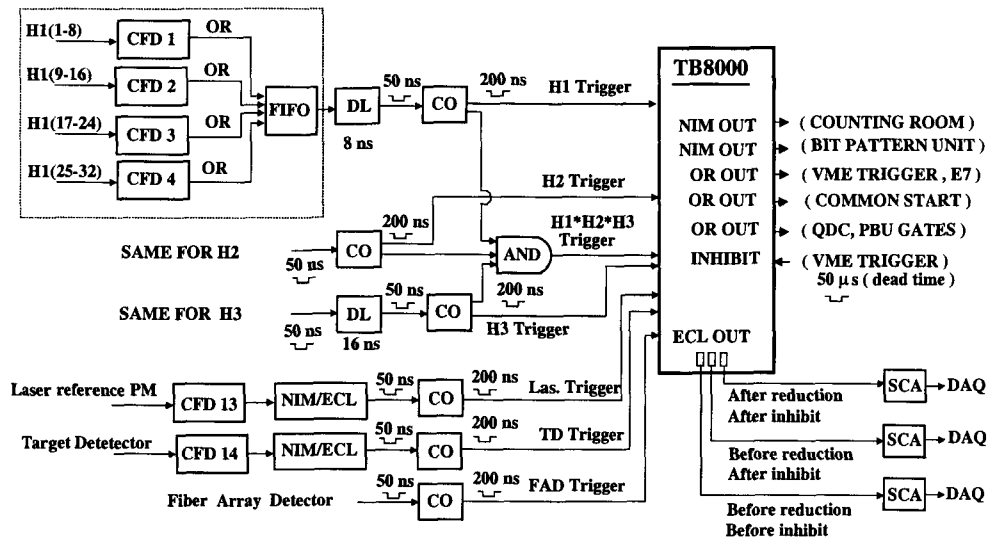 H1(1-8)
CFD 1
OR
H1(9-16)
CFD 2
OR
H1(17-24)
CFD 3
OR
H1(25-32)
CFD 4
OR
FIFO
DL
8 ns
50 ns
CO
200 ns
H1 Trigger
SAME FOR H2
50 ns
CO
200 ns
H2 Trigger
AND
H1*H2*H3
Trigger
SAME FOR H3
50 ns
DL
16 ns
50 ns
CO
200 ns
H3 Trigger
Laser reference PM
CFD 13
NIM/ECL
50 ns
CO
200 ns
Las. Trigger
Target Detetector
CFD 14
NIM/ECL
50 ns
CO
200 ns
TD Trigger
Fiber Array Detector
50 ns
CO
200 ns
FAD Trigger
TB8000
NIM OUT
( COUNTING ROOM )
NIM OUT
( BIT PATTERN UNIT )
OR OUT
( VME TRIGGER , E7 )
OR OUT
( COMMON START )
OR OUT
( QDC, PBU GATES )
INHIBIT
( VME TRIGGER )
50 μs ( dead time )
ECL OUT
After reduction
After inhibit
SCA
DAQ
Before reduction
After inhibit
SCA
DAQ
Before reduction
Before inhibit
SCA
DAQ